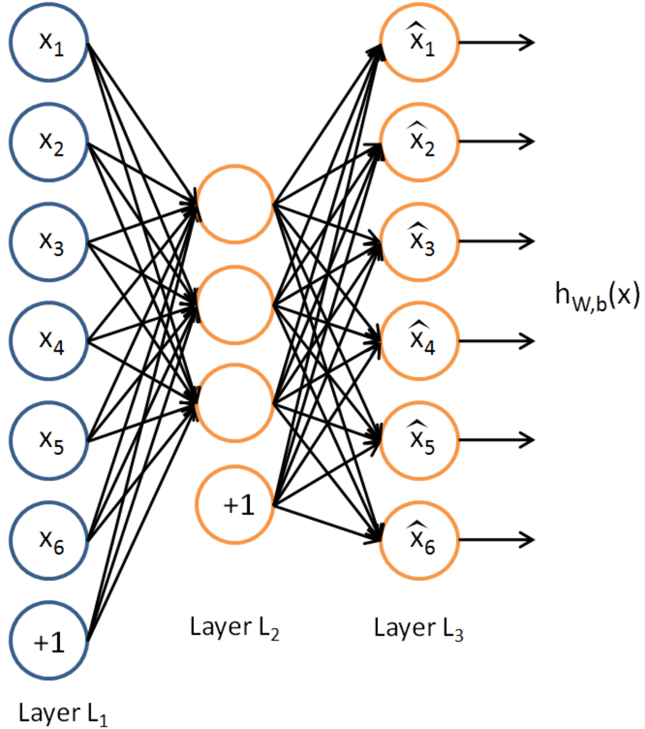 x1
x2
x3
x4
x5
x6
+1
Layer L1
+1
Layer L2
x̂1
x̂2
x̂3
x̂4
x̂5
x̂6
Layer L3
hW,b(x)